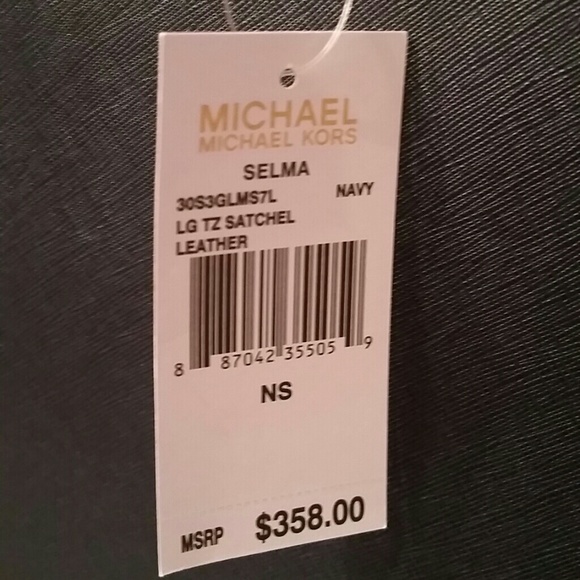 MICHAEL
MICHAEL KORS
SELMA
30S3GLMS7L NAVY
LG TZ SATCHEL
LEATHER
8 87042 35505 9
NS
MSRP $358.00